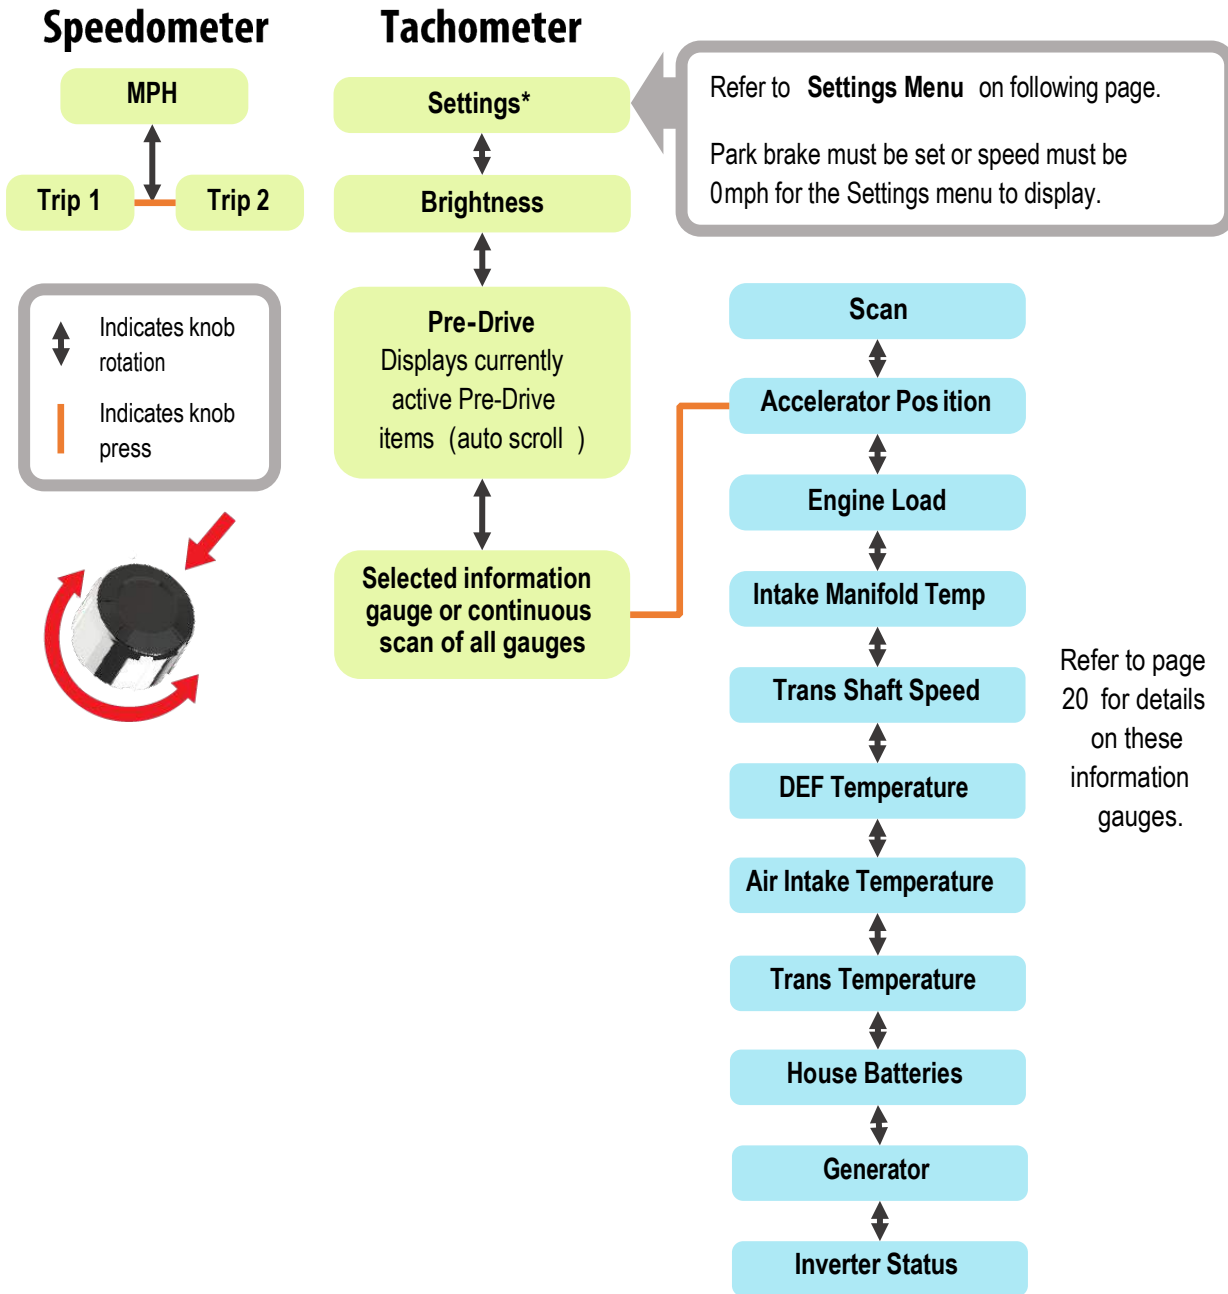 Speedometer
Tachometer
MPH
Trip 1
Trip 2
Indicates knob
rotation
Indicates knob
press
Settings*
Brightness
Pre-Drive
Displays currently
active Pre-Drive
items (auto scroll )
Selected information
gauge or continuous
scan of all gauges
Refer to Settings Menu on following page.
Park brake must be set or speed must be
0mph for the Settings menu to display.
Scan
Accelerator Pos ition
Engine Load
Intake Manifold Temp
Trans Shaft Speed
DEF Temperature
Air Intake Temperature
Trans Temperature
House Batteries
Generator
Inverter Status
Refer to page
20 for details
on these
information
gauges.